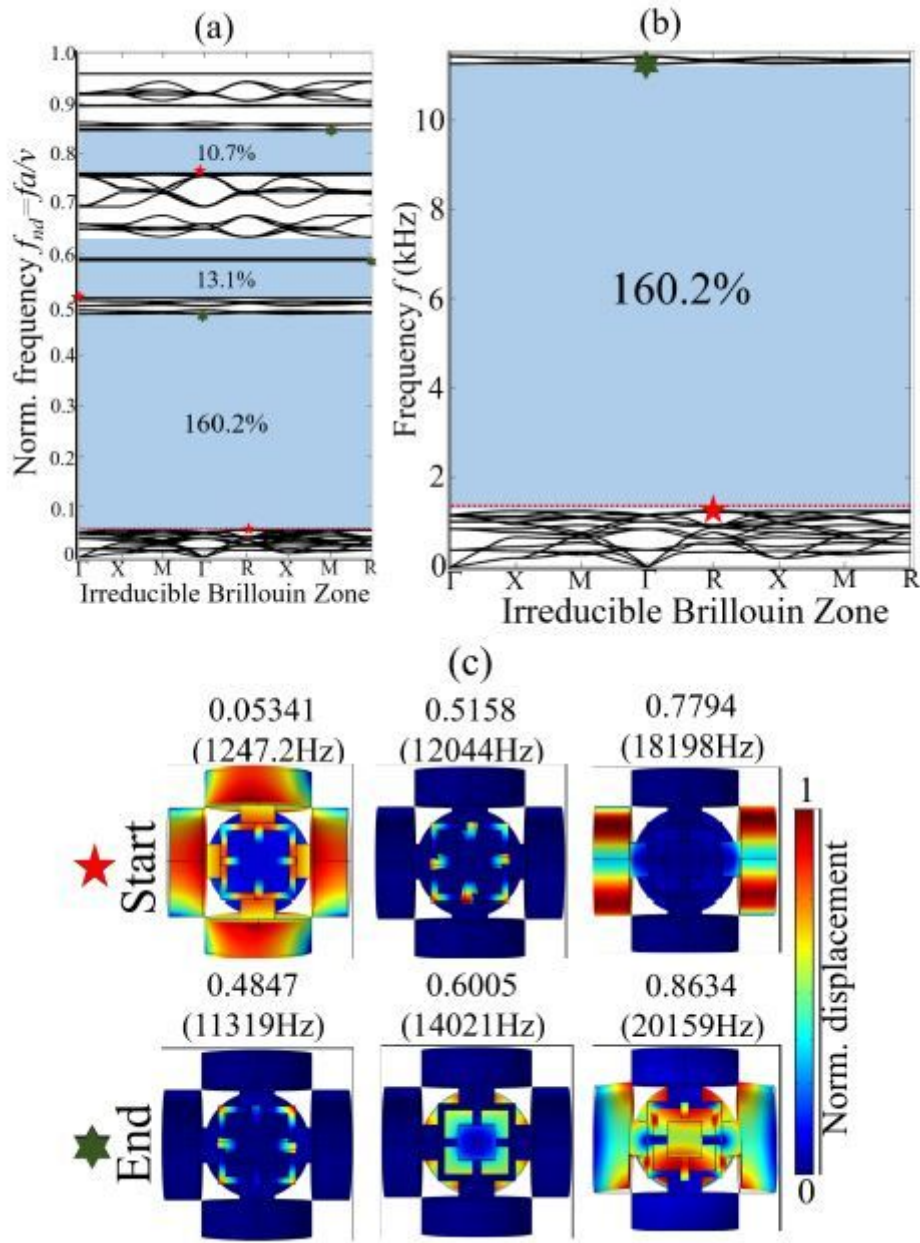 (a)
Norm. frequency f_nd=fa/v
1.0
0.9
0.8
0.7
0.6
0.5
0.4
0.3
0.2
0.1
0
10.7%
13.1%
160.2%
Γ X M Γ R X M R
Irreducible Brillouin Zone
(b)
Frequency f (kHz)
10
8
6
4
2
0
160.2%
Γ X M Γ R X M R
Irreducible Brillouin Zone
(c)
0.05341 0.5158 0.7794
(1247.2Hz) (12044Hz) (18198Hz)
Start
0.4847 0.6005 0.8634
(11319Hz) (14021Hz) (20159Hz)
End
1
Norm. displacement
0